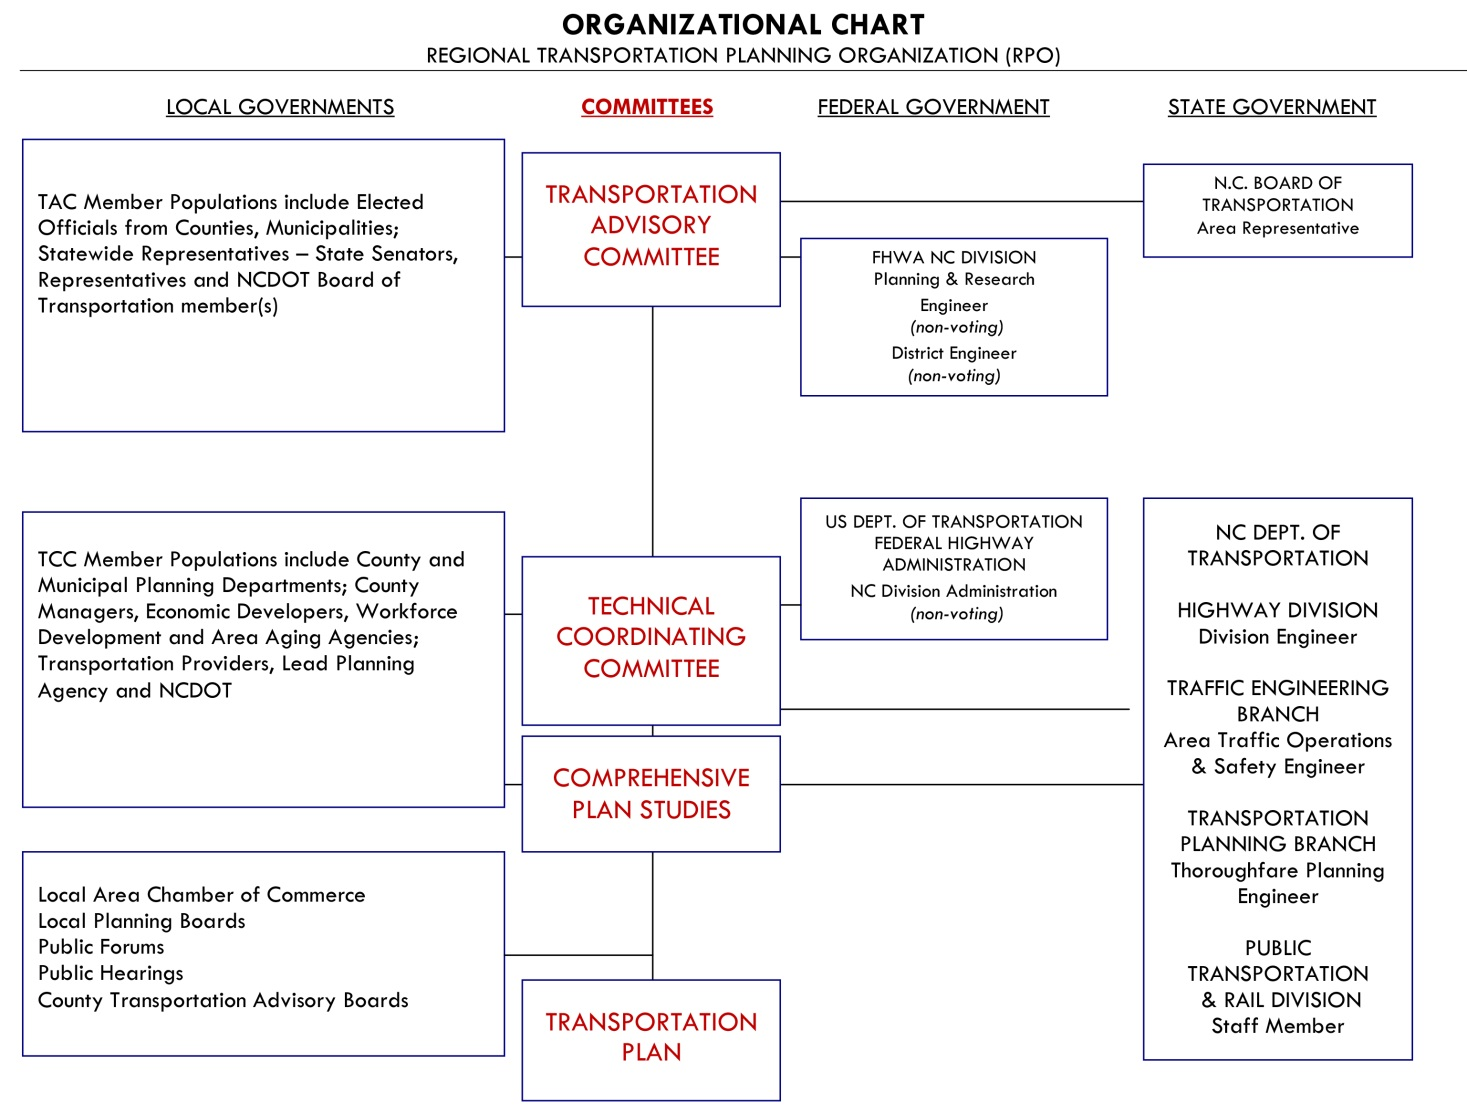 ORGANIZATIONAL CHART
REGIONAL TRANSPORTATION PLANNING ORGANIZATION (RPO)
LOCAL GOVERNMENTS
COMMITTEES
FEDERAL GOVERNMENT
STATE GOVERNMENT
TAC Member Populations include Elected
Officials from Counties, Municipalities;
Statewide Representatives – State Senators,
Representatives and NCDOT Board of
Transportation member(s)
TRANSPORTATION
ADVISORY
COMMITTEE
FHWA NC DIVISION
Planning & Research
Engineer
(non-voting)
District Engineer
(non-voting)
N.C. BOARD OF
TRANSPORTATION
Area Representative
TCC Member Populations include County and
Municipal Planning Departments; County
Managers, Economic Developers, Workforce
Development and Area Aging Agencies;
Transportation Providers, Lead Planning
Agency and NCDOT
TECHNICAL
COORDINATING
COMMITTEE
US DEPT. OF TRANSPORTATION
FEDERAL HIGHWAY
ADMINISTRATION
NC Division Administration
(non-voting)
NC DEPT. OF
TRANSPORTATION
HIGHWAY DIVISION
Division Engineer
TRAFFIC ENGINEERING
BRANCH
Area Traffic Operations
& Safety Engineer
TRANSPORTATION
PLANNING BRANCH
Thoroughfare Planning
Engineer
PUBLIC
TRANSPORTATION
& RAIL DIVISION
Staff Member
COMPREHENSIVE
PLAN STUDIES
Local Area Chamber of Commerce
Local Planning Boards
Public Forums
Public Hearings
County Transportation Advisory Boards
TRANSPORTATION
PLAN